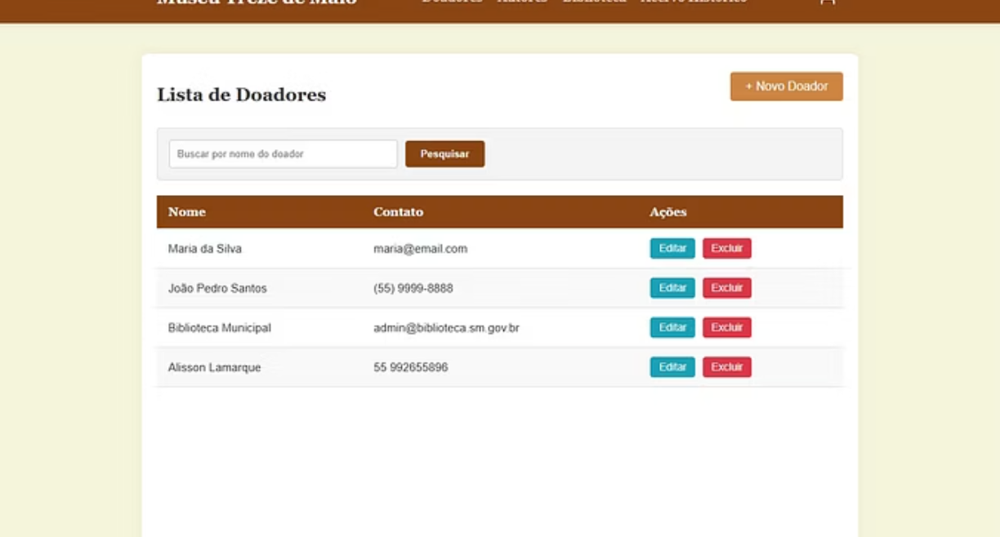 Museu Treze de Maio
Doadores Autores Biblioteca Acervo Histórico
Lista de Doadores
+ Novo Doador
Buscar por nome do doador
Pesquisar
Nome Contato Ações
Maria da Silva maria@email.com Editar Excluir
João Pedro Santos (55) 9999-8888 Editar Excluir
Biblioteca Municipal admin@biblioteca.sm.gov.br Editar Excluir
Alisson Lamarque 55 992655896 Editar Excluir